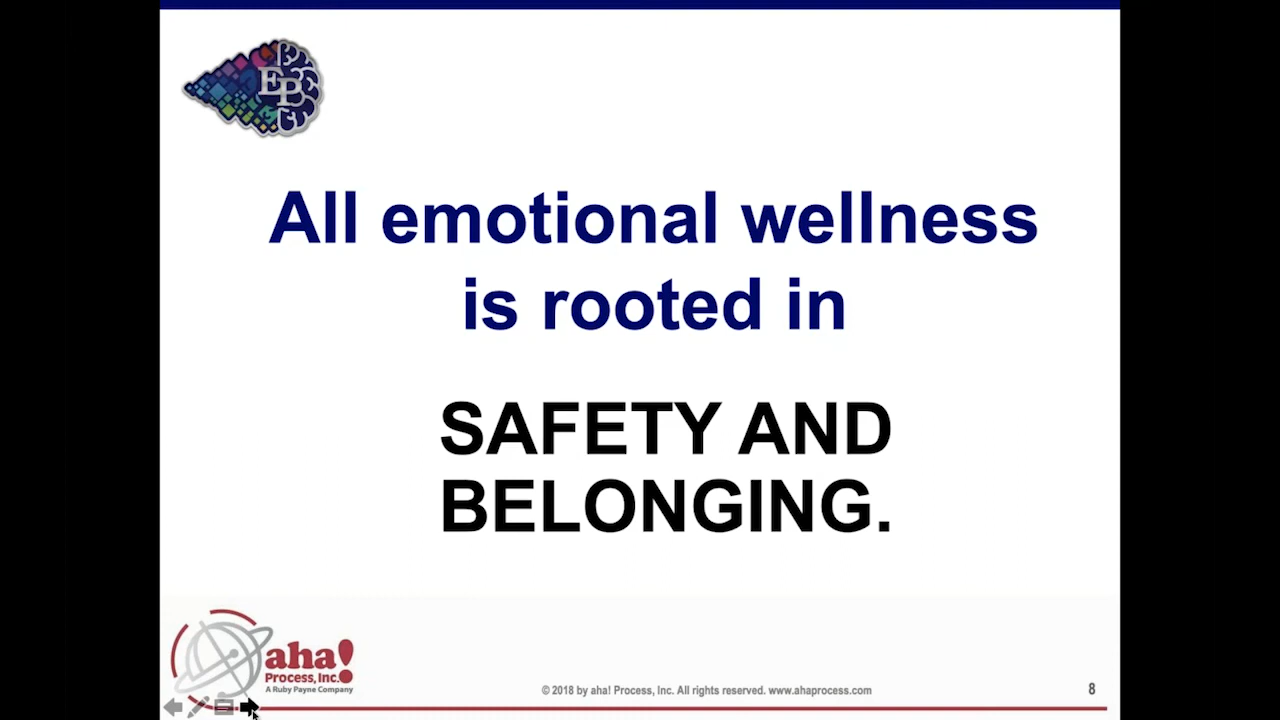 EP
All emotional wellness
is rooted in
SAFETY AND
BELONGING.
aha!
Process, Inc.
A Ruby Payne Company
© 2018 by aha! Process, Inc. All rights reserved. www.ahaprocess.com
8